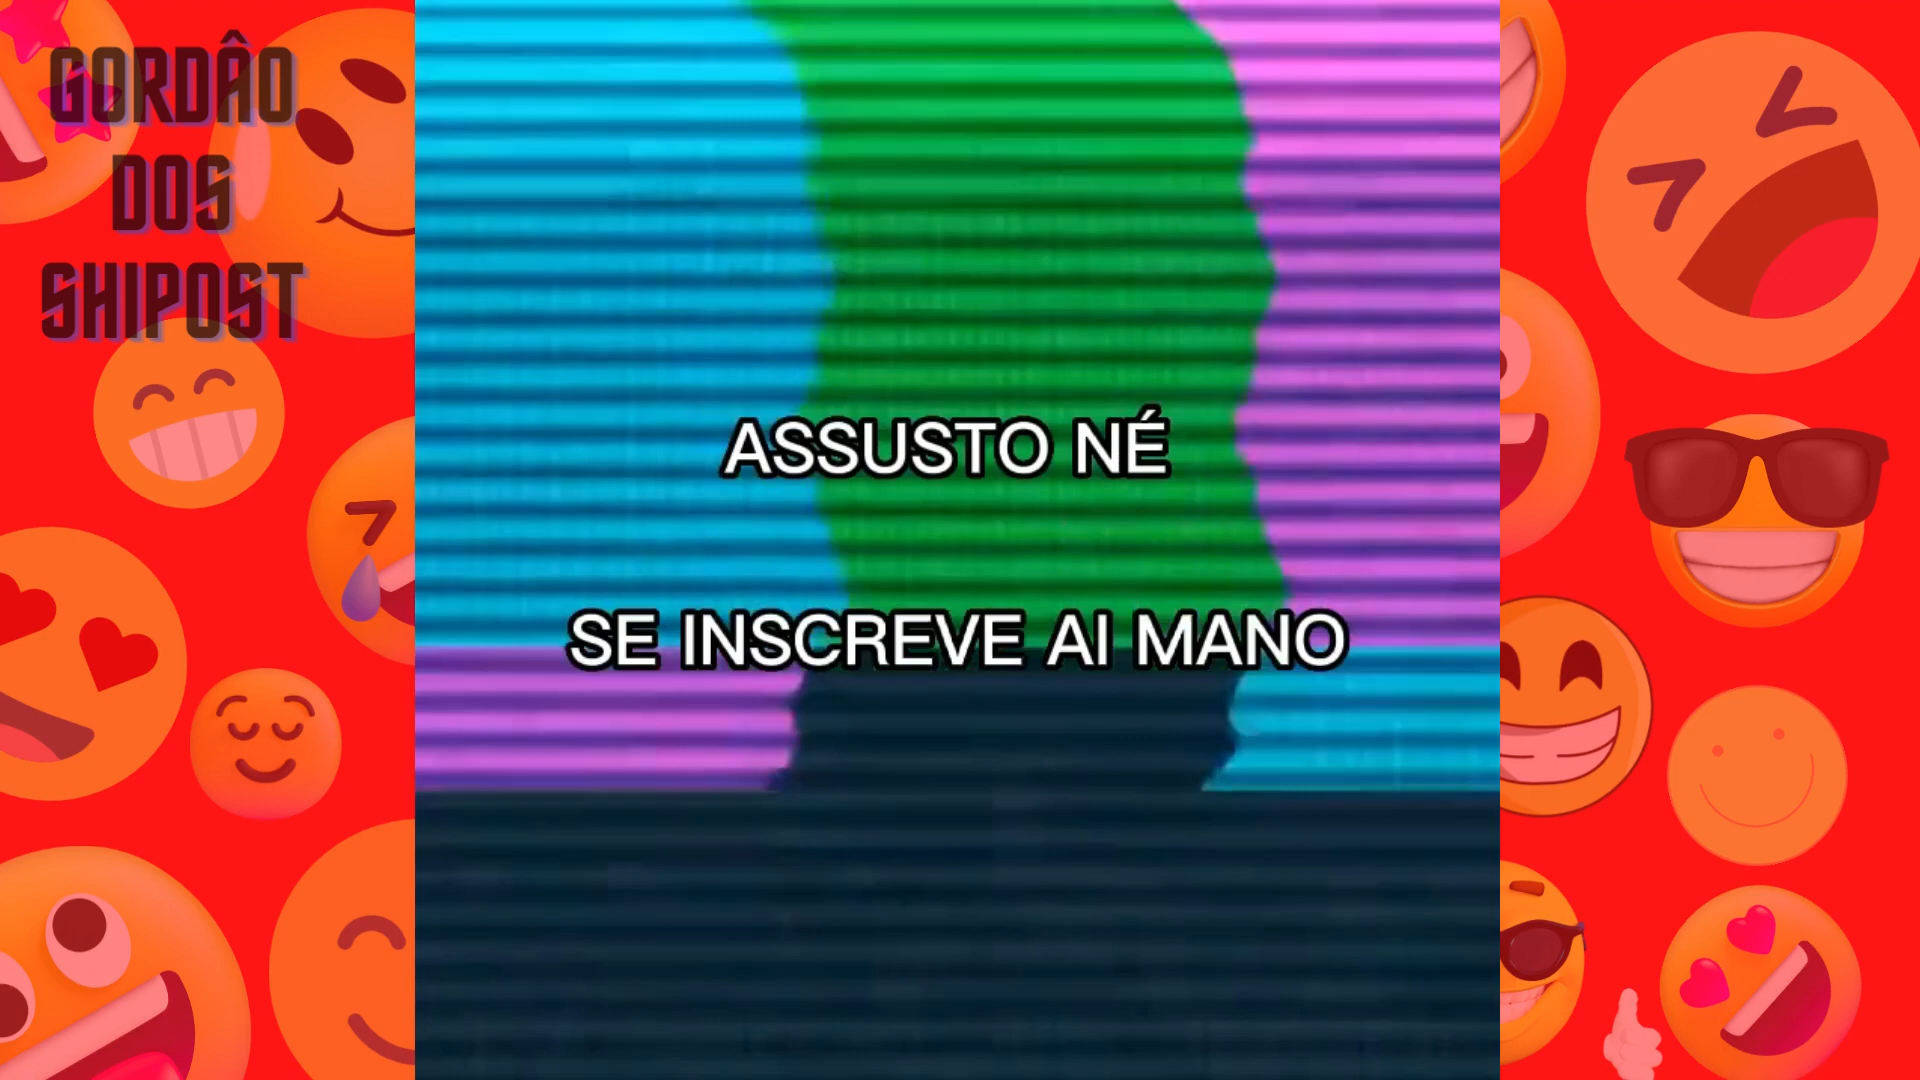 GORDÂO
DOS
SHIPOST
ASSUSTO NÉ
SE INSCREVE AI MANO